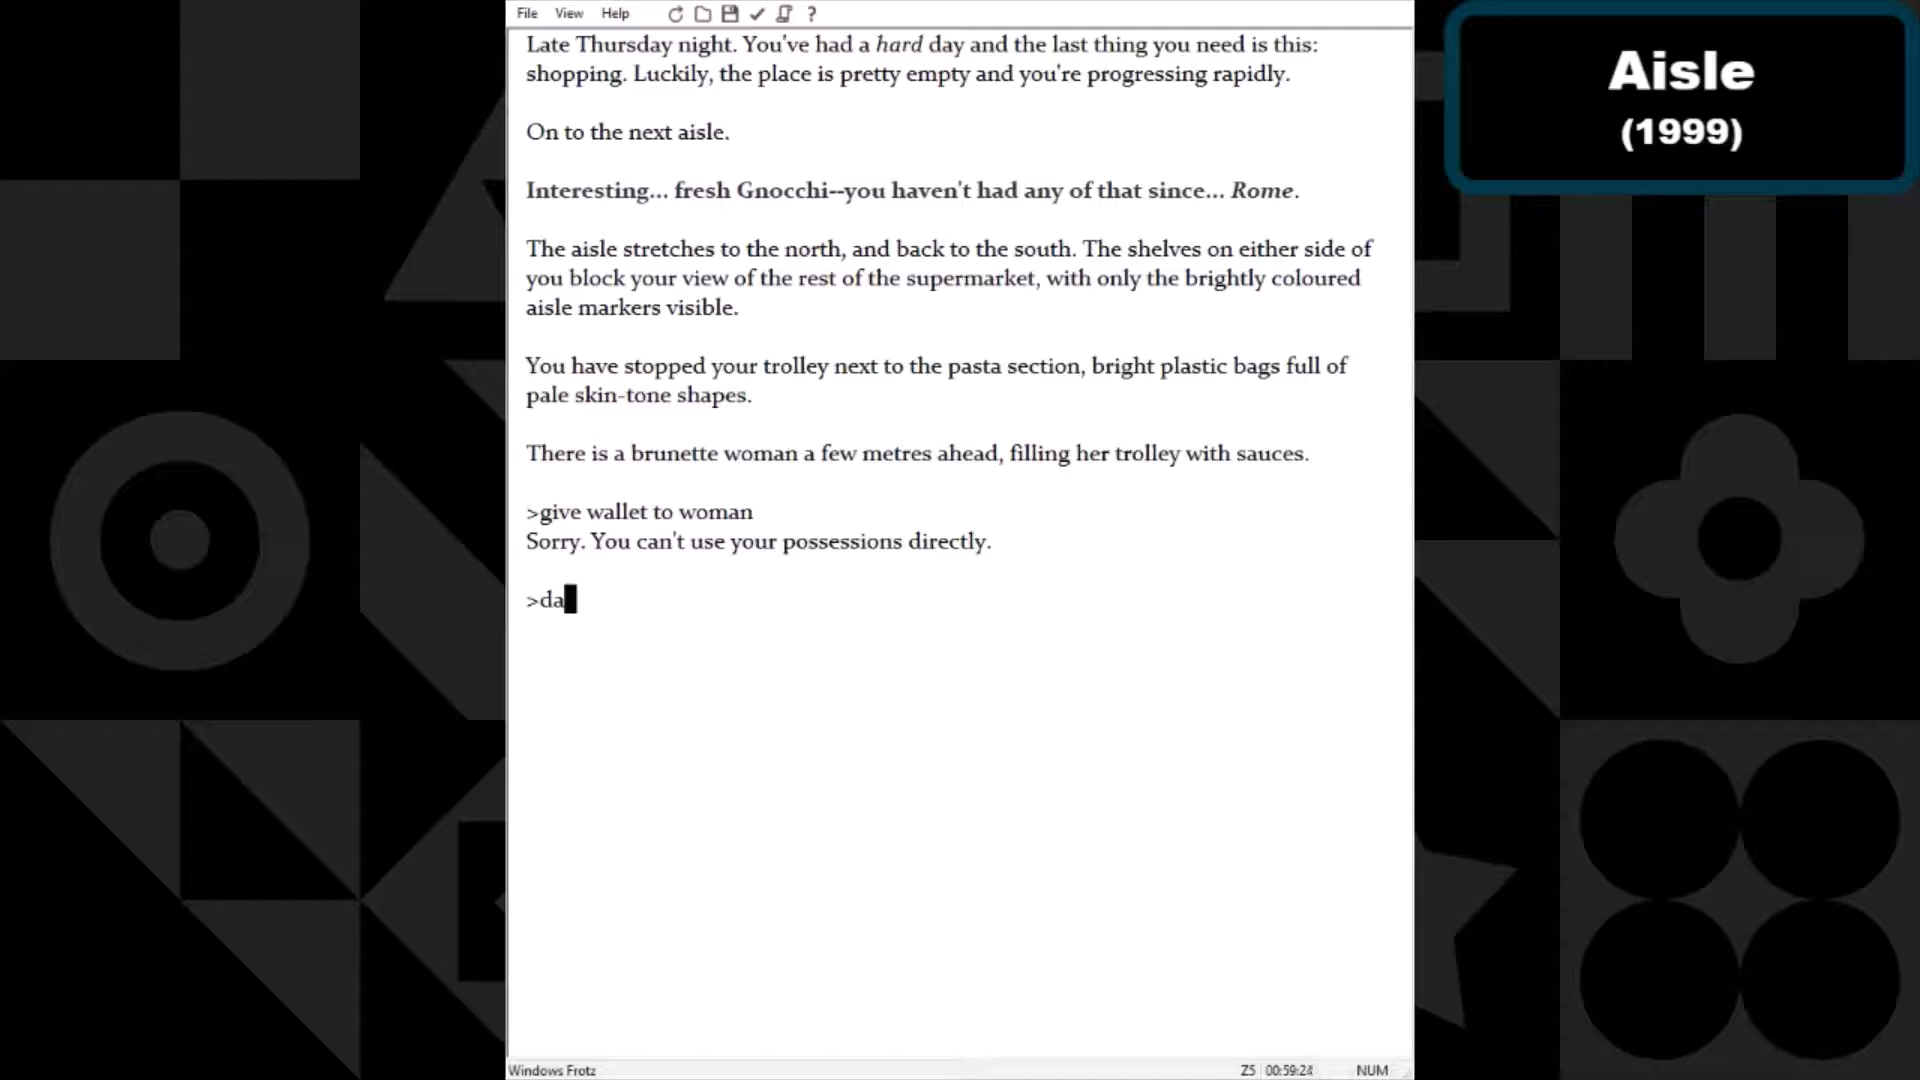 File View Help
Late Thursday night. You've had a hard day and the last thing you need is this:
shopping. Luckily, the place is pretty empty and you're progressing rapidly.
On to the next aisle.
Interesting... fresh Gnocchi--you haven't had any of that since... Rome.
The aisle stretches to the north, and back to the south. The shelves on either side of
you block your view of the rest of the supermarket, with only the brightly coloured
aisle markers visible.
You have stopped your trolley next to the pasta section, bright plastic bags full of
pale skin-tone shapes.
There is a brunette woman a few metres ahead, filling her trolley with sauces.
>give wallet to woman
Sorry. You can't use your possessions directly.
>da
Windows Frotz Z5 00:59:24 NUM
Aisle
(1999)